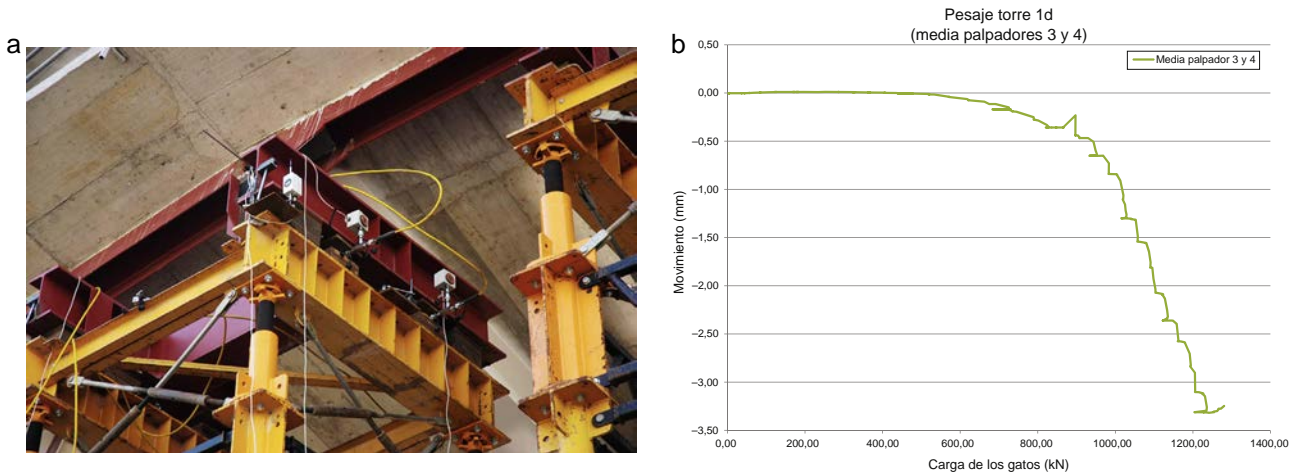 a
b
Pesaje torre 1d
(media palpadores 3 y 4)
Media palpador 3 y 4
Movimiento (mm)
0,50
0,00
–0,50
–1,00
–1,50
–2,00
–2,50
–3,00
–3,50
0,00 200,00 400,00 600,00 800,00 1000,00 1200,00 1400,00
Carga de los gatos (kN)